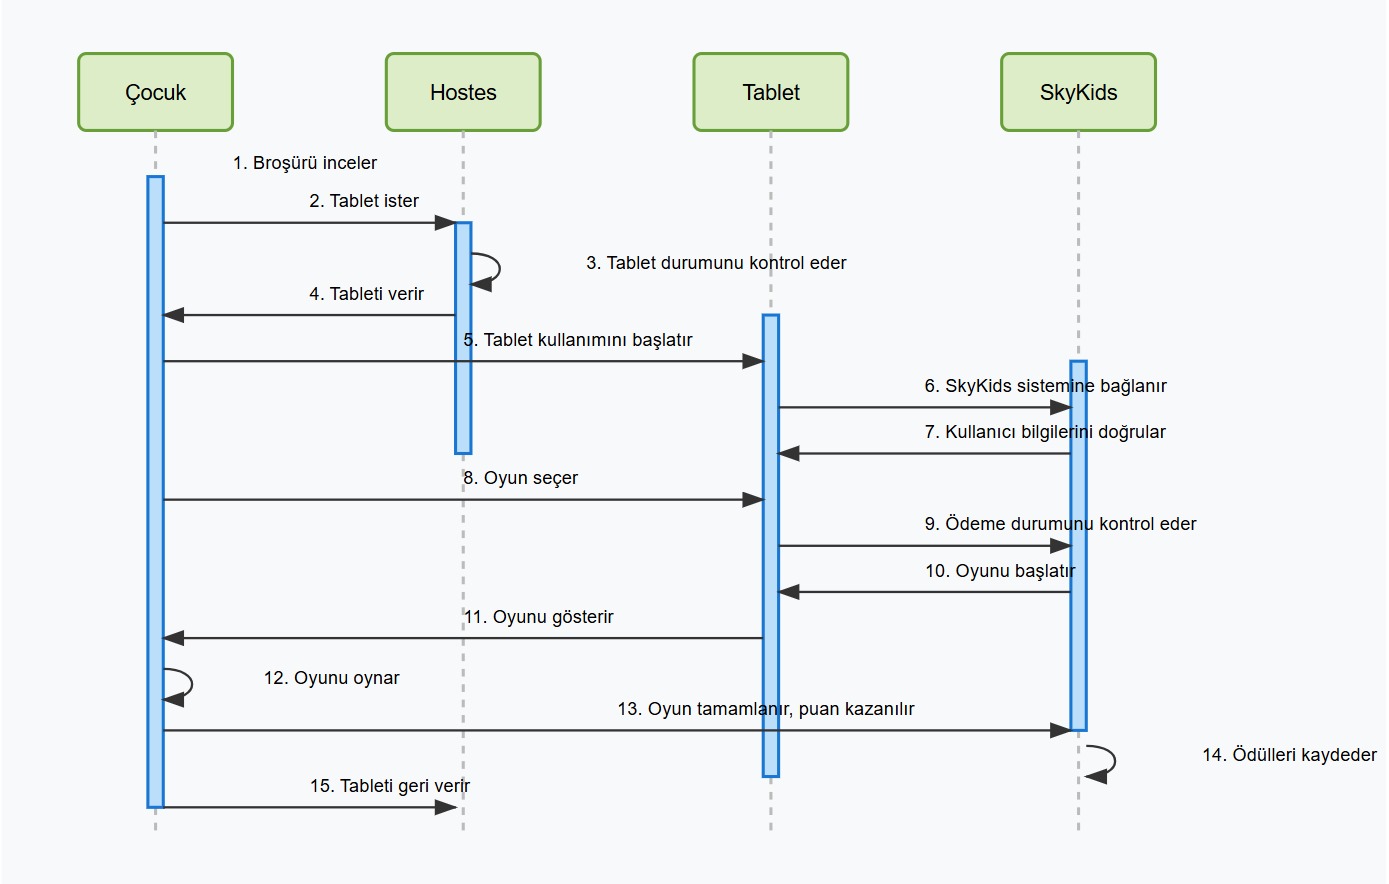 Çocuk
Hostes
Tablet
SkyKids
1. Broşürü inceler
2. Tablet ister
3. Tablet durumunu kontrol eder
4. Tableti verir
5. Tablet kullanımını başlatır
6. SkyKids sistemine bağlanır
7. Kullanıcı bilgilerini doğrular
8. Oyun seçer
9. Ödeme durumunu kontrol eder
10. Oyunu başlatır
11. Oyunu gösterir
12. Oyunu oynar
13. Oyun tamamlanır, puan kazanılır
14. Ödülleri kaydeder
15. Tableti geri verir